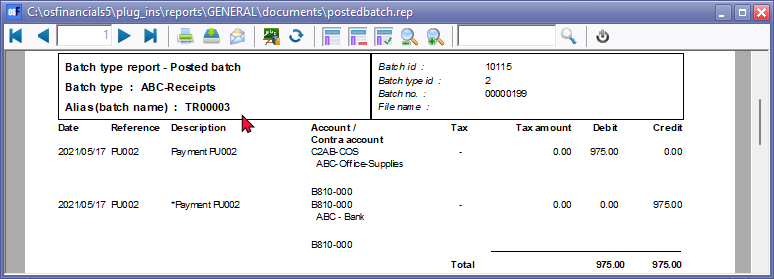 C:\osfinancials5\plug_ins\reports\GENERAL\documents\postedbatch.rep
1
Batch type report - Posted batch
Batch type : ABC-Receipts
Alias (batch name) : TR00003
Batch id : 10115
Batch type id : 2
Batch no. : 00000199
File name :
Date Reference Description Account / Contra account Tax Tax amount Debit Credit
2021/05/17 PU002 Payment PU002 C2AB-COS - 0.00 975.00 0.00
ABC-Office-Supplies
B810-000
2021/05/17 PU002 *Payment PU002 B810-000 - 0.00 0.00 975.00
ABC - Bank
B810-000
Total 975.00 975.00